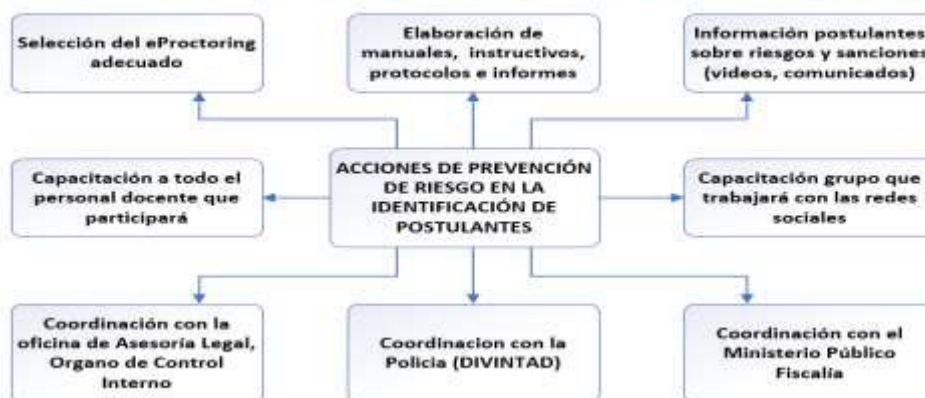 Selección del eProctoring
adecuado
Elaboración de
manuales, instructivos,
protocolos e informes
Información postulantes
sobre riesgos y sanciones
(videos, comunicados)
Capacitación a todo el
personal docente que
participará
ACCIONES DE PREVENCIÓN
DE RIESGO EN LA
IDENTIFICACIÓN DE
POSTULANTES
Capacitación grupo que
trabajará con las redes
sociales
Coordinación con la
oficina de Asesoría Legal,
Organo de Control
Interno
Coordinacion con la
Policia (DIVINTAD)
Coordinación con el
Ministerio Público
Fiscalía